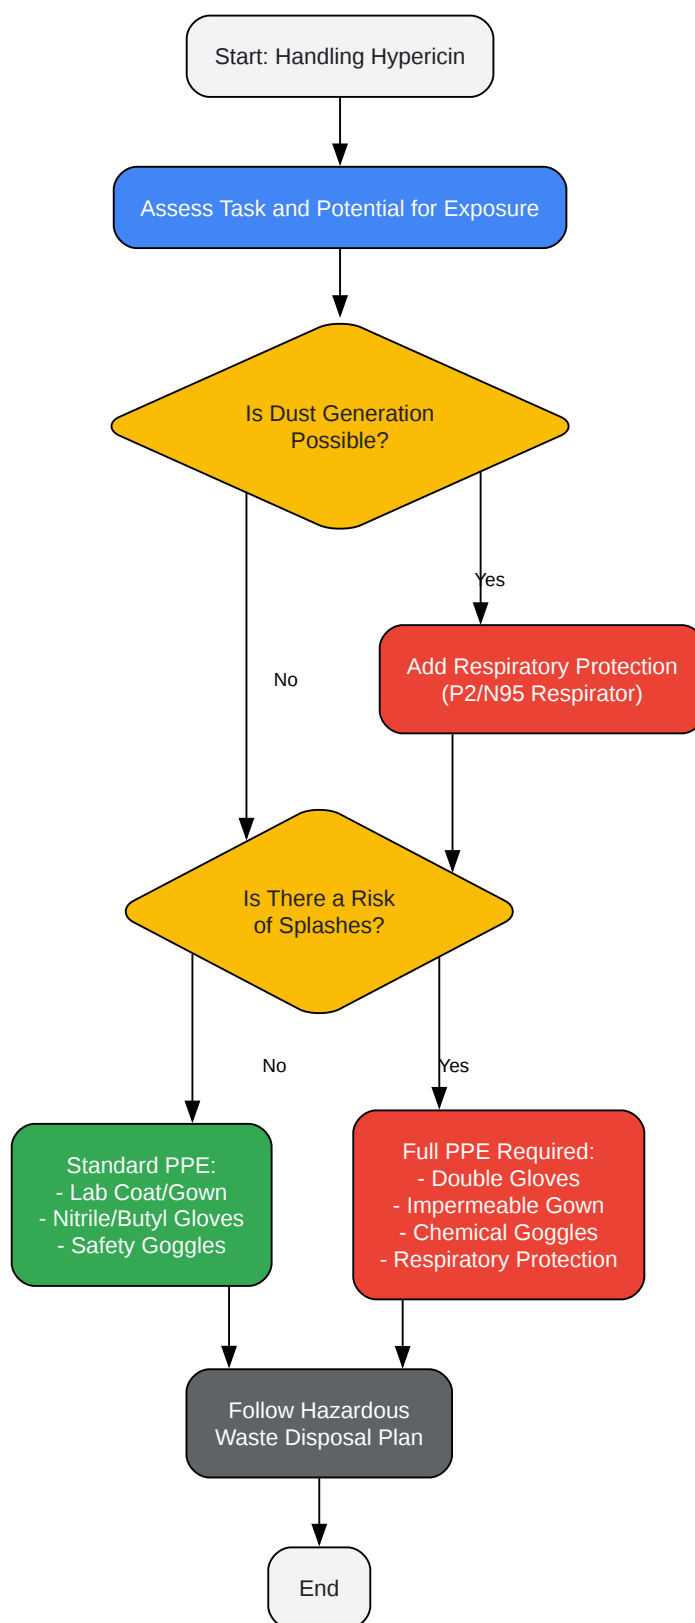 Start: Handling Hypericin
Assess Task and Potential for Exposure
Is Dust Generation
Possible?
Yes
Add Respiratory Protection
(P2/N95 Respirator)
No
Is There a Risk
of Splashes?
No
Yes
Standard PPE:
- Lab Coat/Gown
- Nitrile/Butyl Gloves
- Safety Goggles
Full PPE Required:
- Double Gloves
- Impermeable Gown
- Chemical Goggles
- Respiratory Protection
Follow Hazardous
Waste Disposal Plan
End